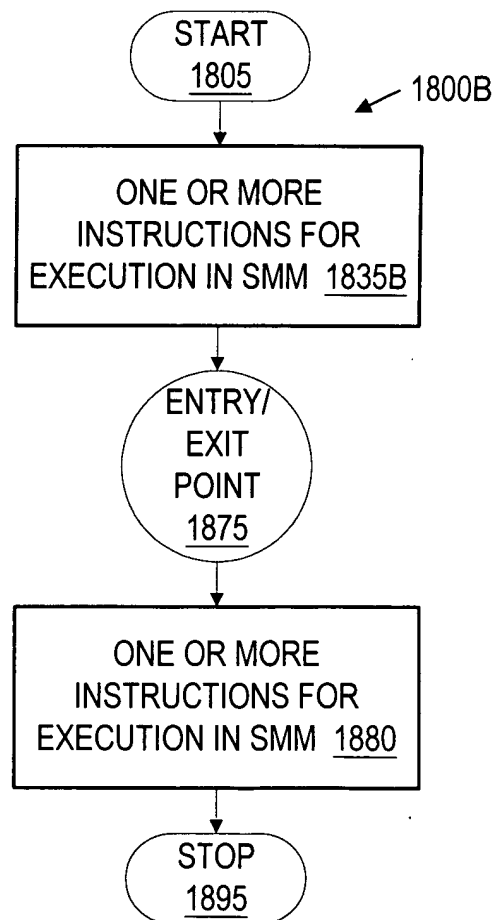 START
1805
1800B
ONE OR MORE
INSTRUCTIONS FOR
EXECUTION IN SMM 1835B
ENTRY/
EXIT
POINT
1875
ONE OR MORE
INSTRUCTIONS FOR
EXECUTION IN SMM 1880
STOP
1895